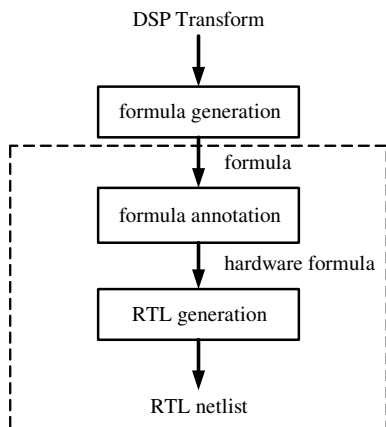 DSP Transform
formula generation
formula
formula annotation
hardware formula
RTL generation
RTL netlist